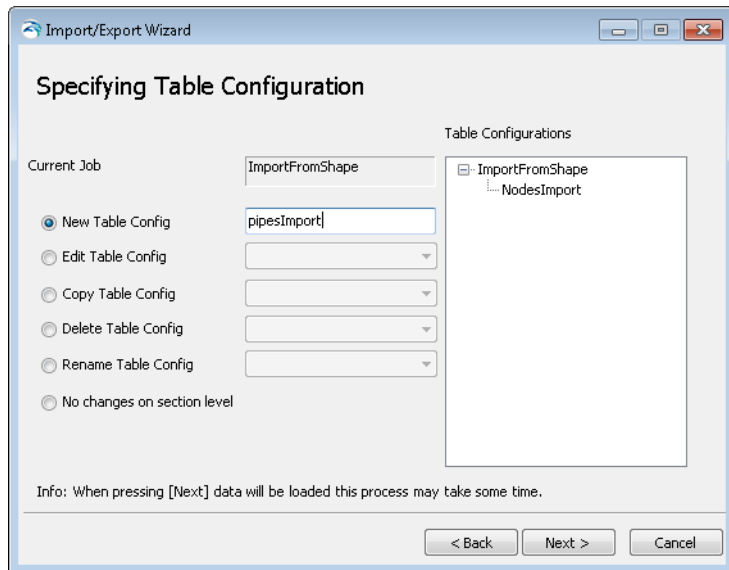 Import/Export Wizard
Specifying Table Configuration
Table Configurations
Current Job
ImportFromShape
ImportFromShape
NodesImport
New Table Config
pipesImport
Edit Table Config
Copy Table Config
Delete Table Config
Rename Table Config
No changes on section level
Info: When pressing [Next] data will be loaded this process may take some time.
< Back
Next >
Cancel